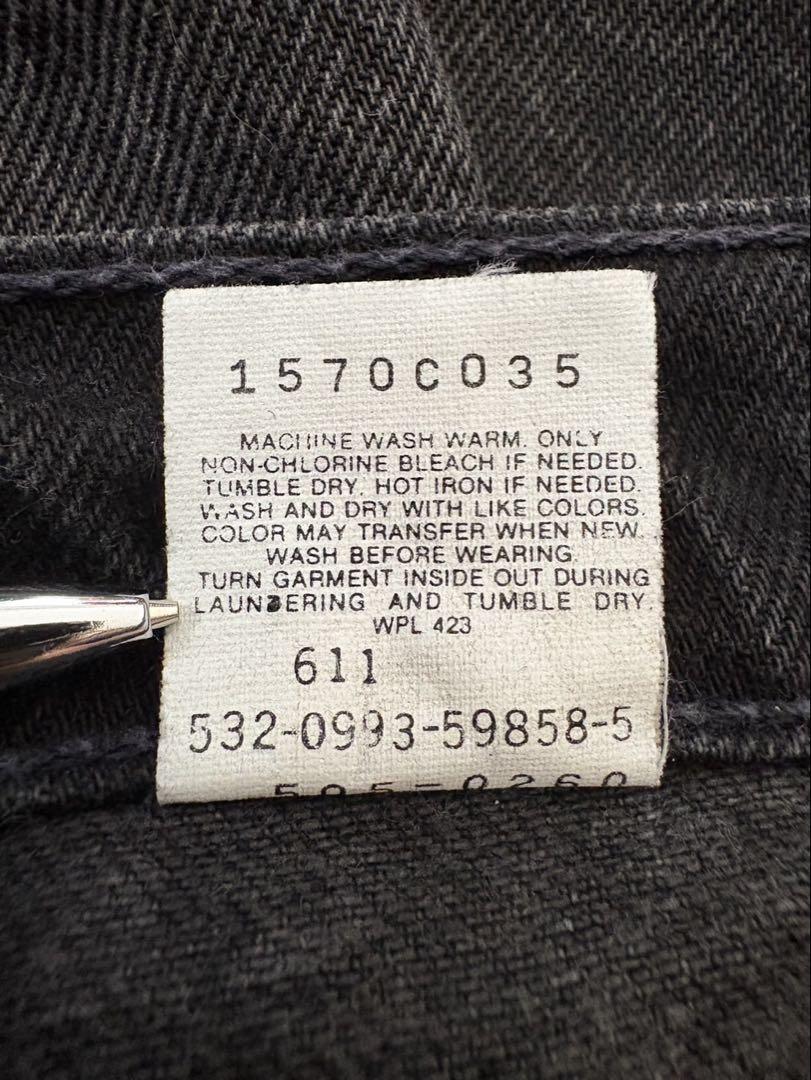 1570C035
MACHINE WASH WARM. ONLY
NON-CHLORINE BLEACH IF NEEDED.
TUMBLE DRY. HOT IRON IF NEEDED.
WASH AND DRY WITH LIKE COLORS.
COLOR MAY TRANSFER WHEN NEW.
WASH BEFORE WEARING.
TURN GARMENT INSIDE OUT DURING
LAUNDERING AND TUMBLE DRY.
WPL 423
611
532-0993-59858-5
505-0260